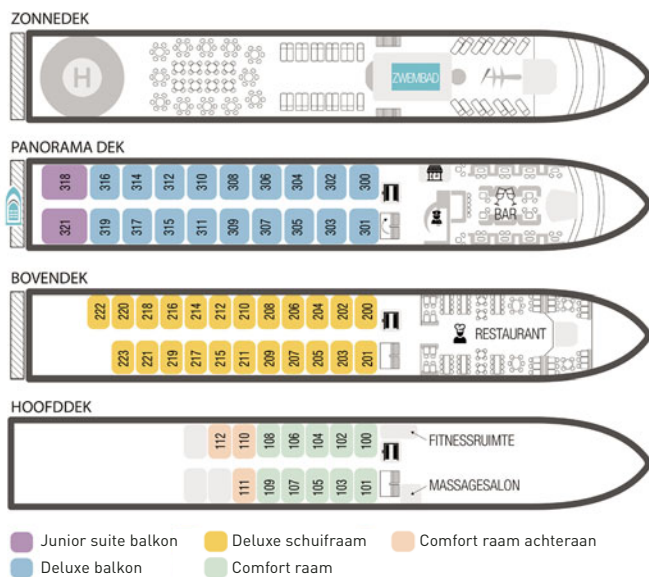 ZONNEDEK
H
ZWEMBAD
PANORAMA DEK
318 316 314 312 310 308 306 304 302 300
321 319 317 315 311 309 307 305 303 301
BAR
BOVENDEK
222 220 218 216 214 212 210 208 206 204 202 200
223 221 219 217 215 211 209 207 205 203 201
RESTAURANT
HOOFDDEK
112 110 108 106 104 102 100
111 109 107 105 103 101
FITNESSRUIMTE
MASSAGESALON
Junior suite balkon
Deluxe schuifraam
Comfort raam achteraan
Deluxe balkon
Comfort raam